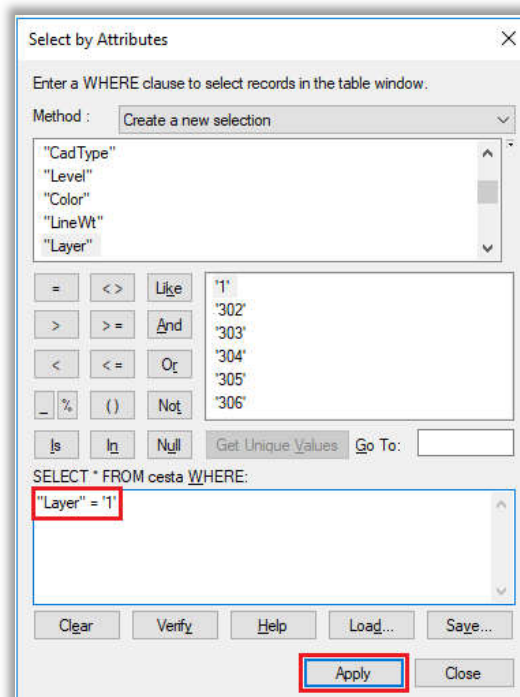 Select by Attributes
Enter a WHERE clause to select records in the table window.
Method : Create a new selection
"CadType"
"Level"
"Color"
"LineWt"
"Layer"
= < > Like
> > = And
< < = Or
_ % () Not
Is In Null
'1'
'302'
'303'
'304'
'305'
'306'
Get Unique Values Go To:
SELECT * FROM cesta WHERE:
"Layer" = '1'
Clear Verify Help Load... Save...
Apply Close